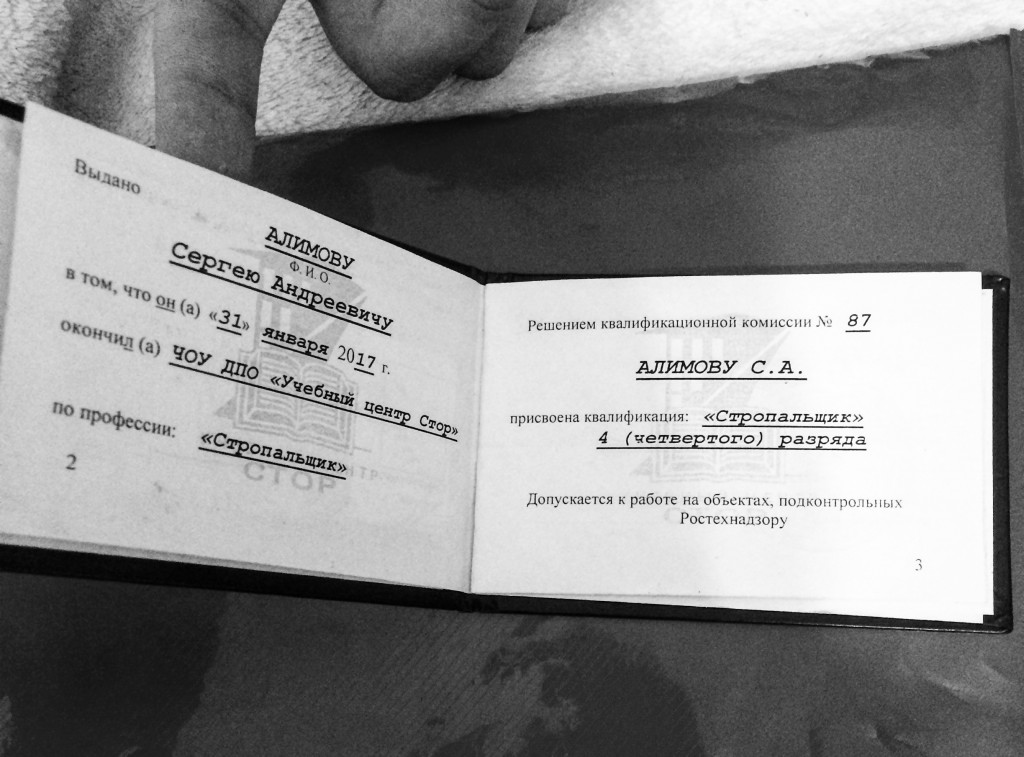 Выдано
АЛИМОВУ
Ф. И. О.
Сергею Андреевичу
в том, что он (а) «31» января 2017 г.
окончил (а) ЧОУ ДПО «Учебный центр Стор»
по профессии: «Стропальщик»
СТОР
2
Решением квалификационной комиссии № 87
АЛИМОВУ С.А.
присвоена квалификация: «Стропальщик»
4 (четвертого) разряда
Допускается к работе на объектах, подконтрольных
Ростехнадзору
3